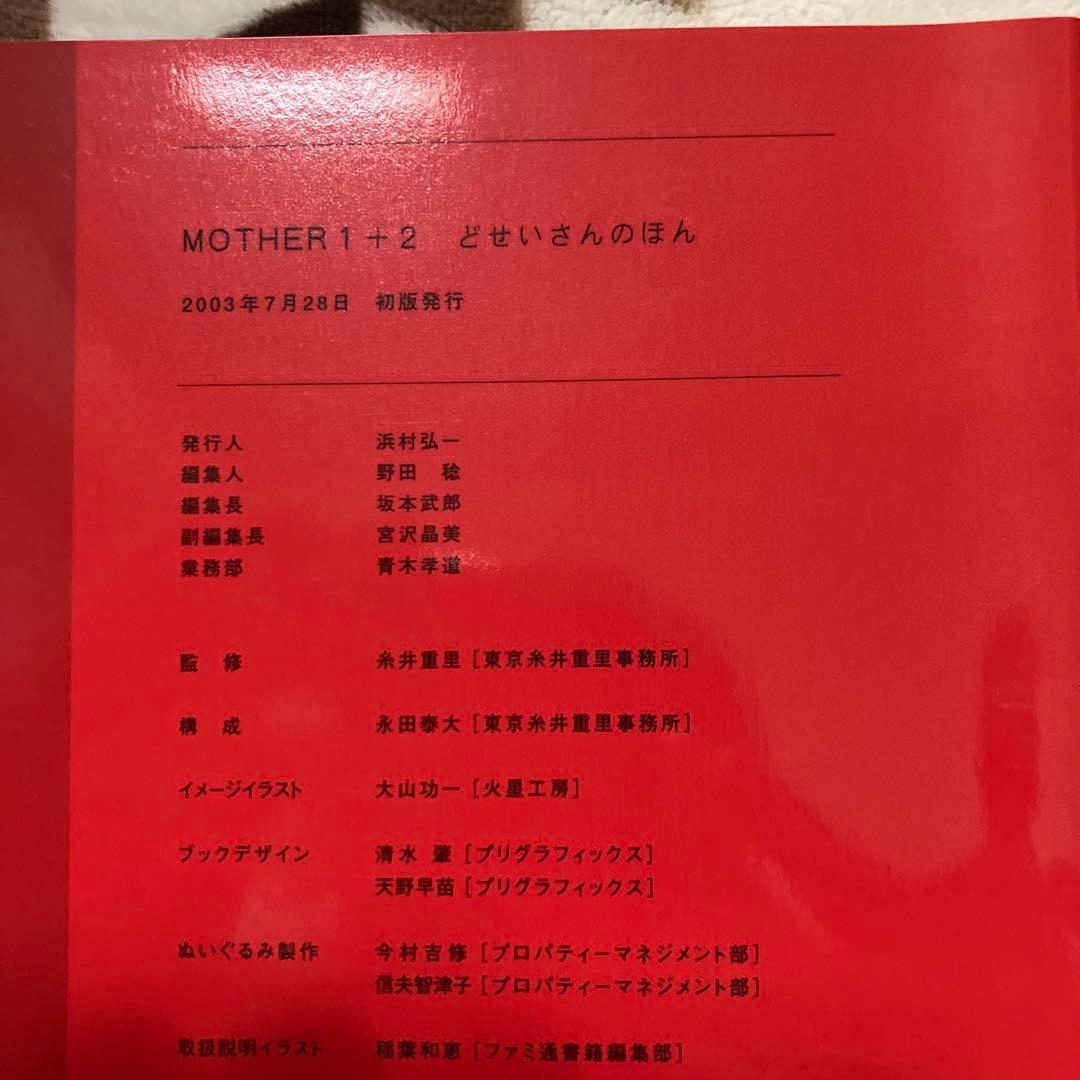 MOTHER 1+2　どせいさんのほん
2003年7月28日　初版発行
発行人　浜村弘一
編集人　野田　稔
編集長　坂本武郎
副編集長　宮沢晶美
業務部　青木孝道
監　修　糸井重里［東京糸井重里事務所］
構　成　永田泰大［東京糸井重里事務所］
イメージイラスト　大山功一［火星工房］
ブックデザイン　清水　肇［プリグラフィックス］
天野早苗［プリグラフィックス］
ぬいぐるみ製作　今村吉修［プロパティーマネジメント部］
信夫智津子［プロパティーマネジメント部］
取扱説明イラスト　稲葉和恵［ファミ通書籍編集部］